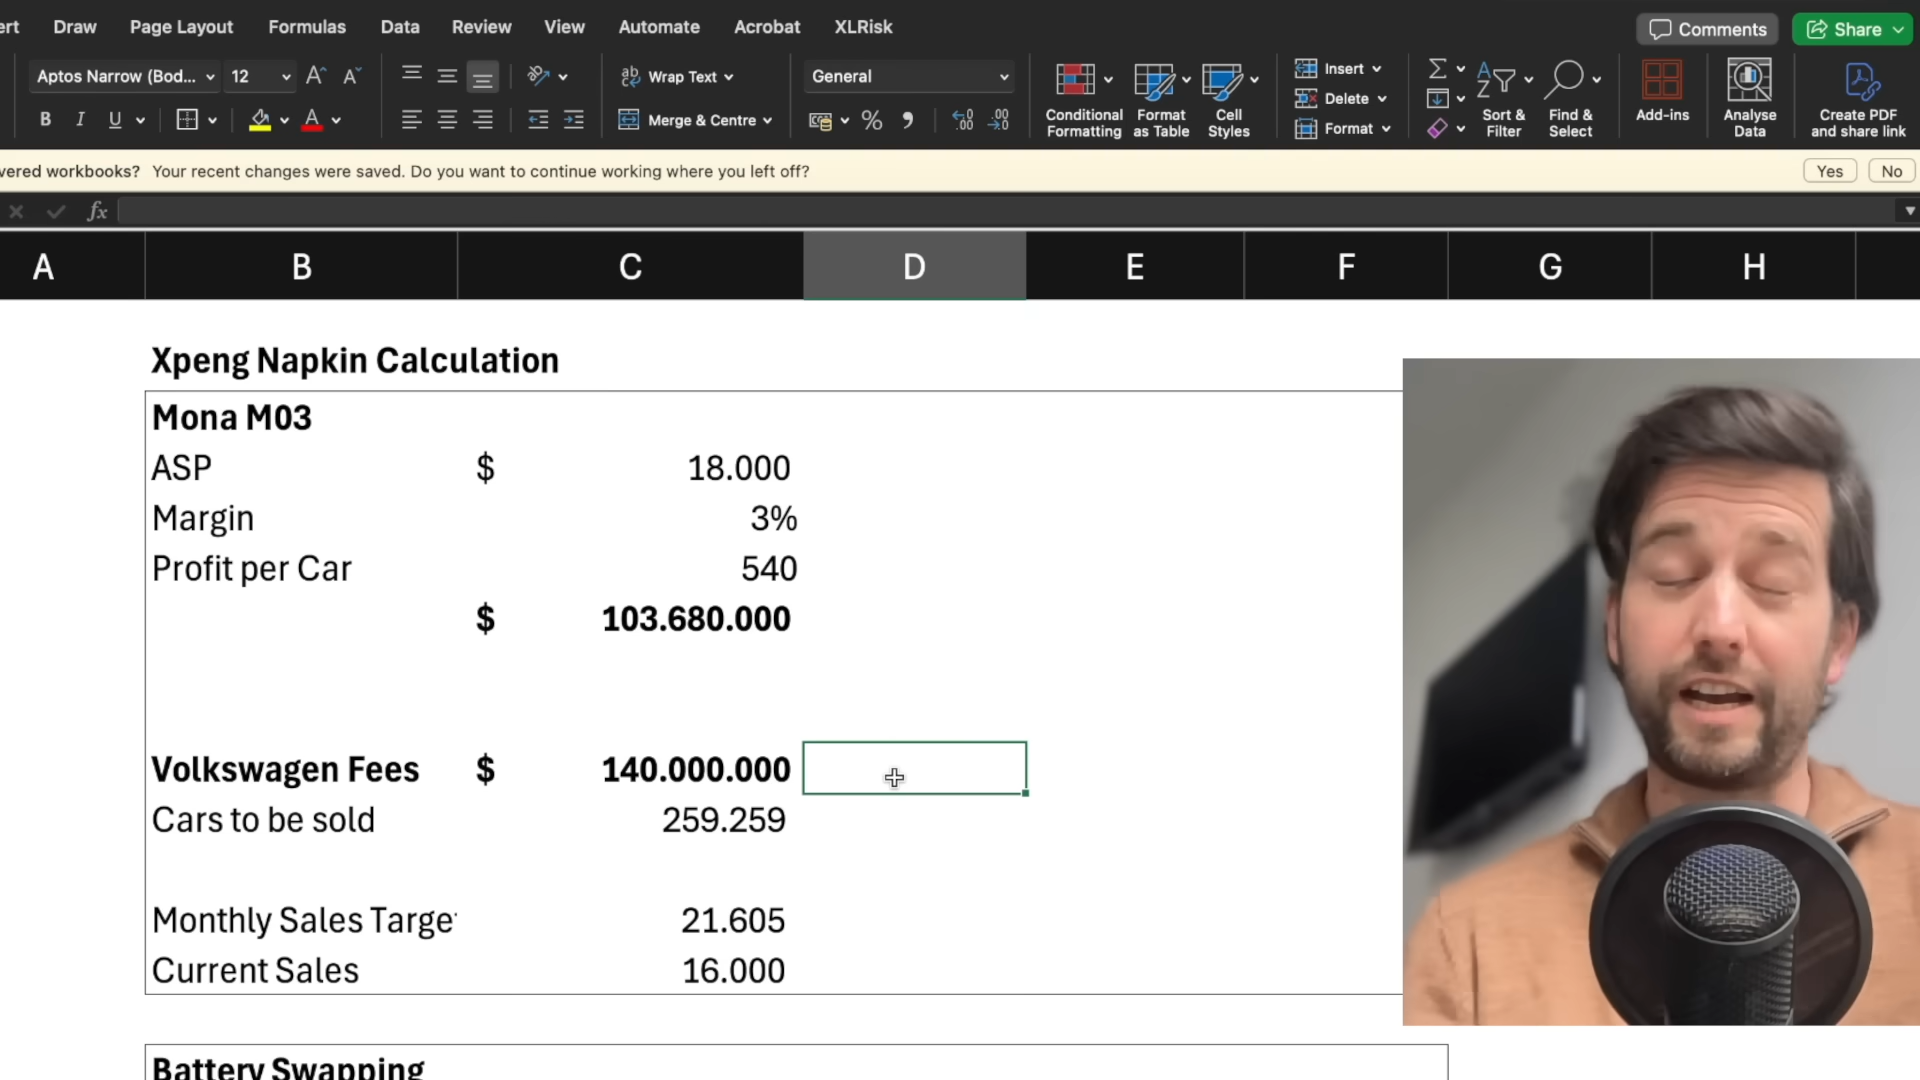 Draw Page Layout Formulas Data Review View Automate Acrobat XLRisk Comments Share
Aptos Narrow (Bod... 12 Wrap Text General Insert
Delete
B I U Merge & Centre % Format
Conditional Formatting Format as Table Cell Styles Sort & Filter Find & Select Add-ins Analyse Data Create PDF and share link
workbooks? Your recent changes were saved. Do you want to continue working where you left off? Yes No
fx
A B C D E F G H
Xpeng Napkin Calculation
Mona M03
ASP $ 18.000
Margin 3%
Profit per Car 540
$ 103.680.000
Volkswagen Fees $ 140.000.000
Cars to be sold 259.259
Monthly Sales Targe
Current Sales 16.000
21.605
Battery Swapping